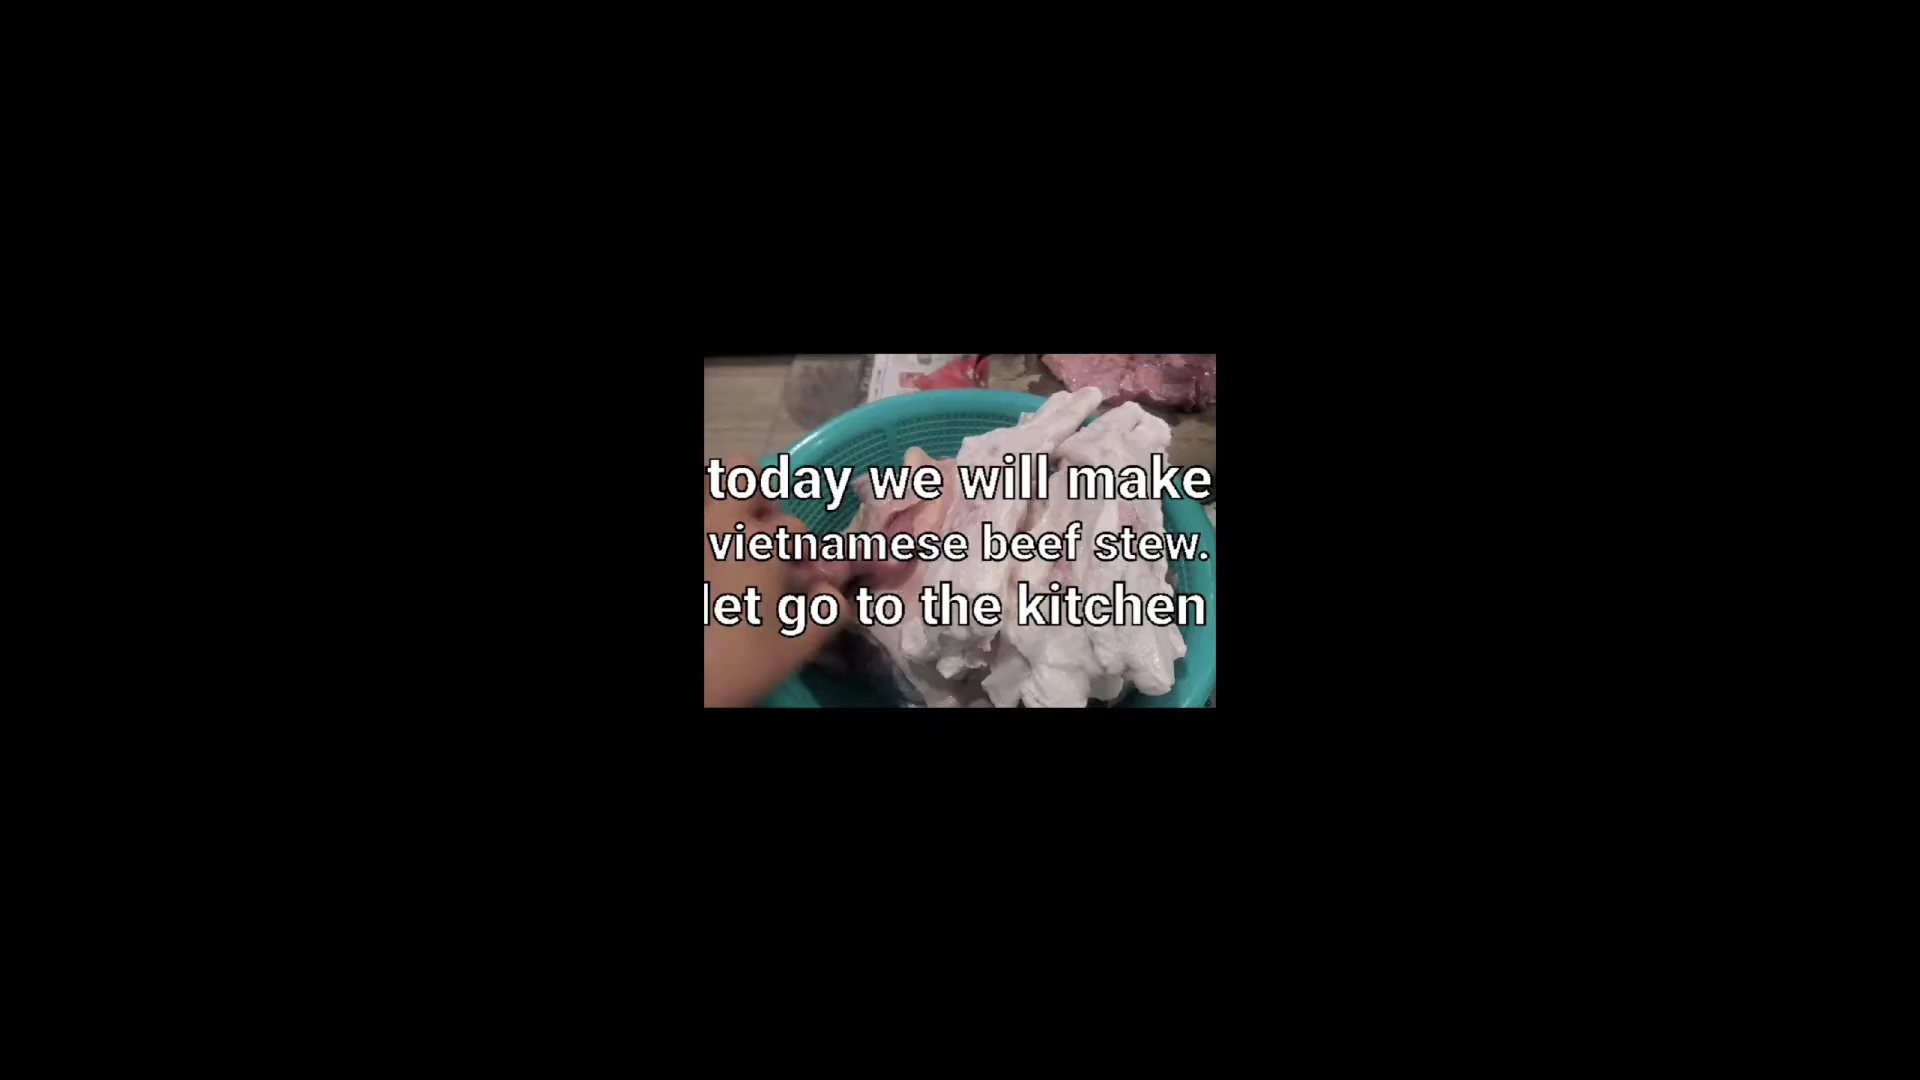 today we will make
vietnamese beef stew.
let go to the kitchen